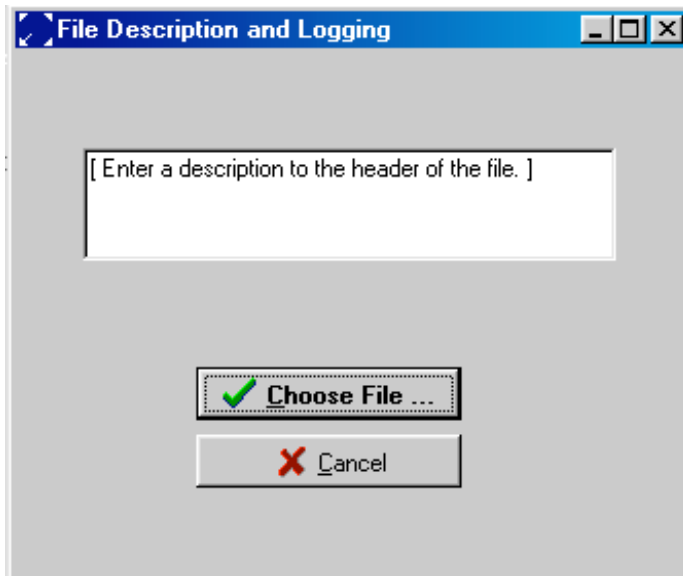 File Description and Logging
[ Enter a description to the header of the file. ]
Choose File ...
Cancel